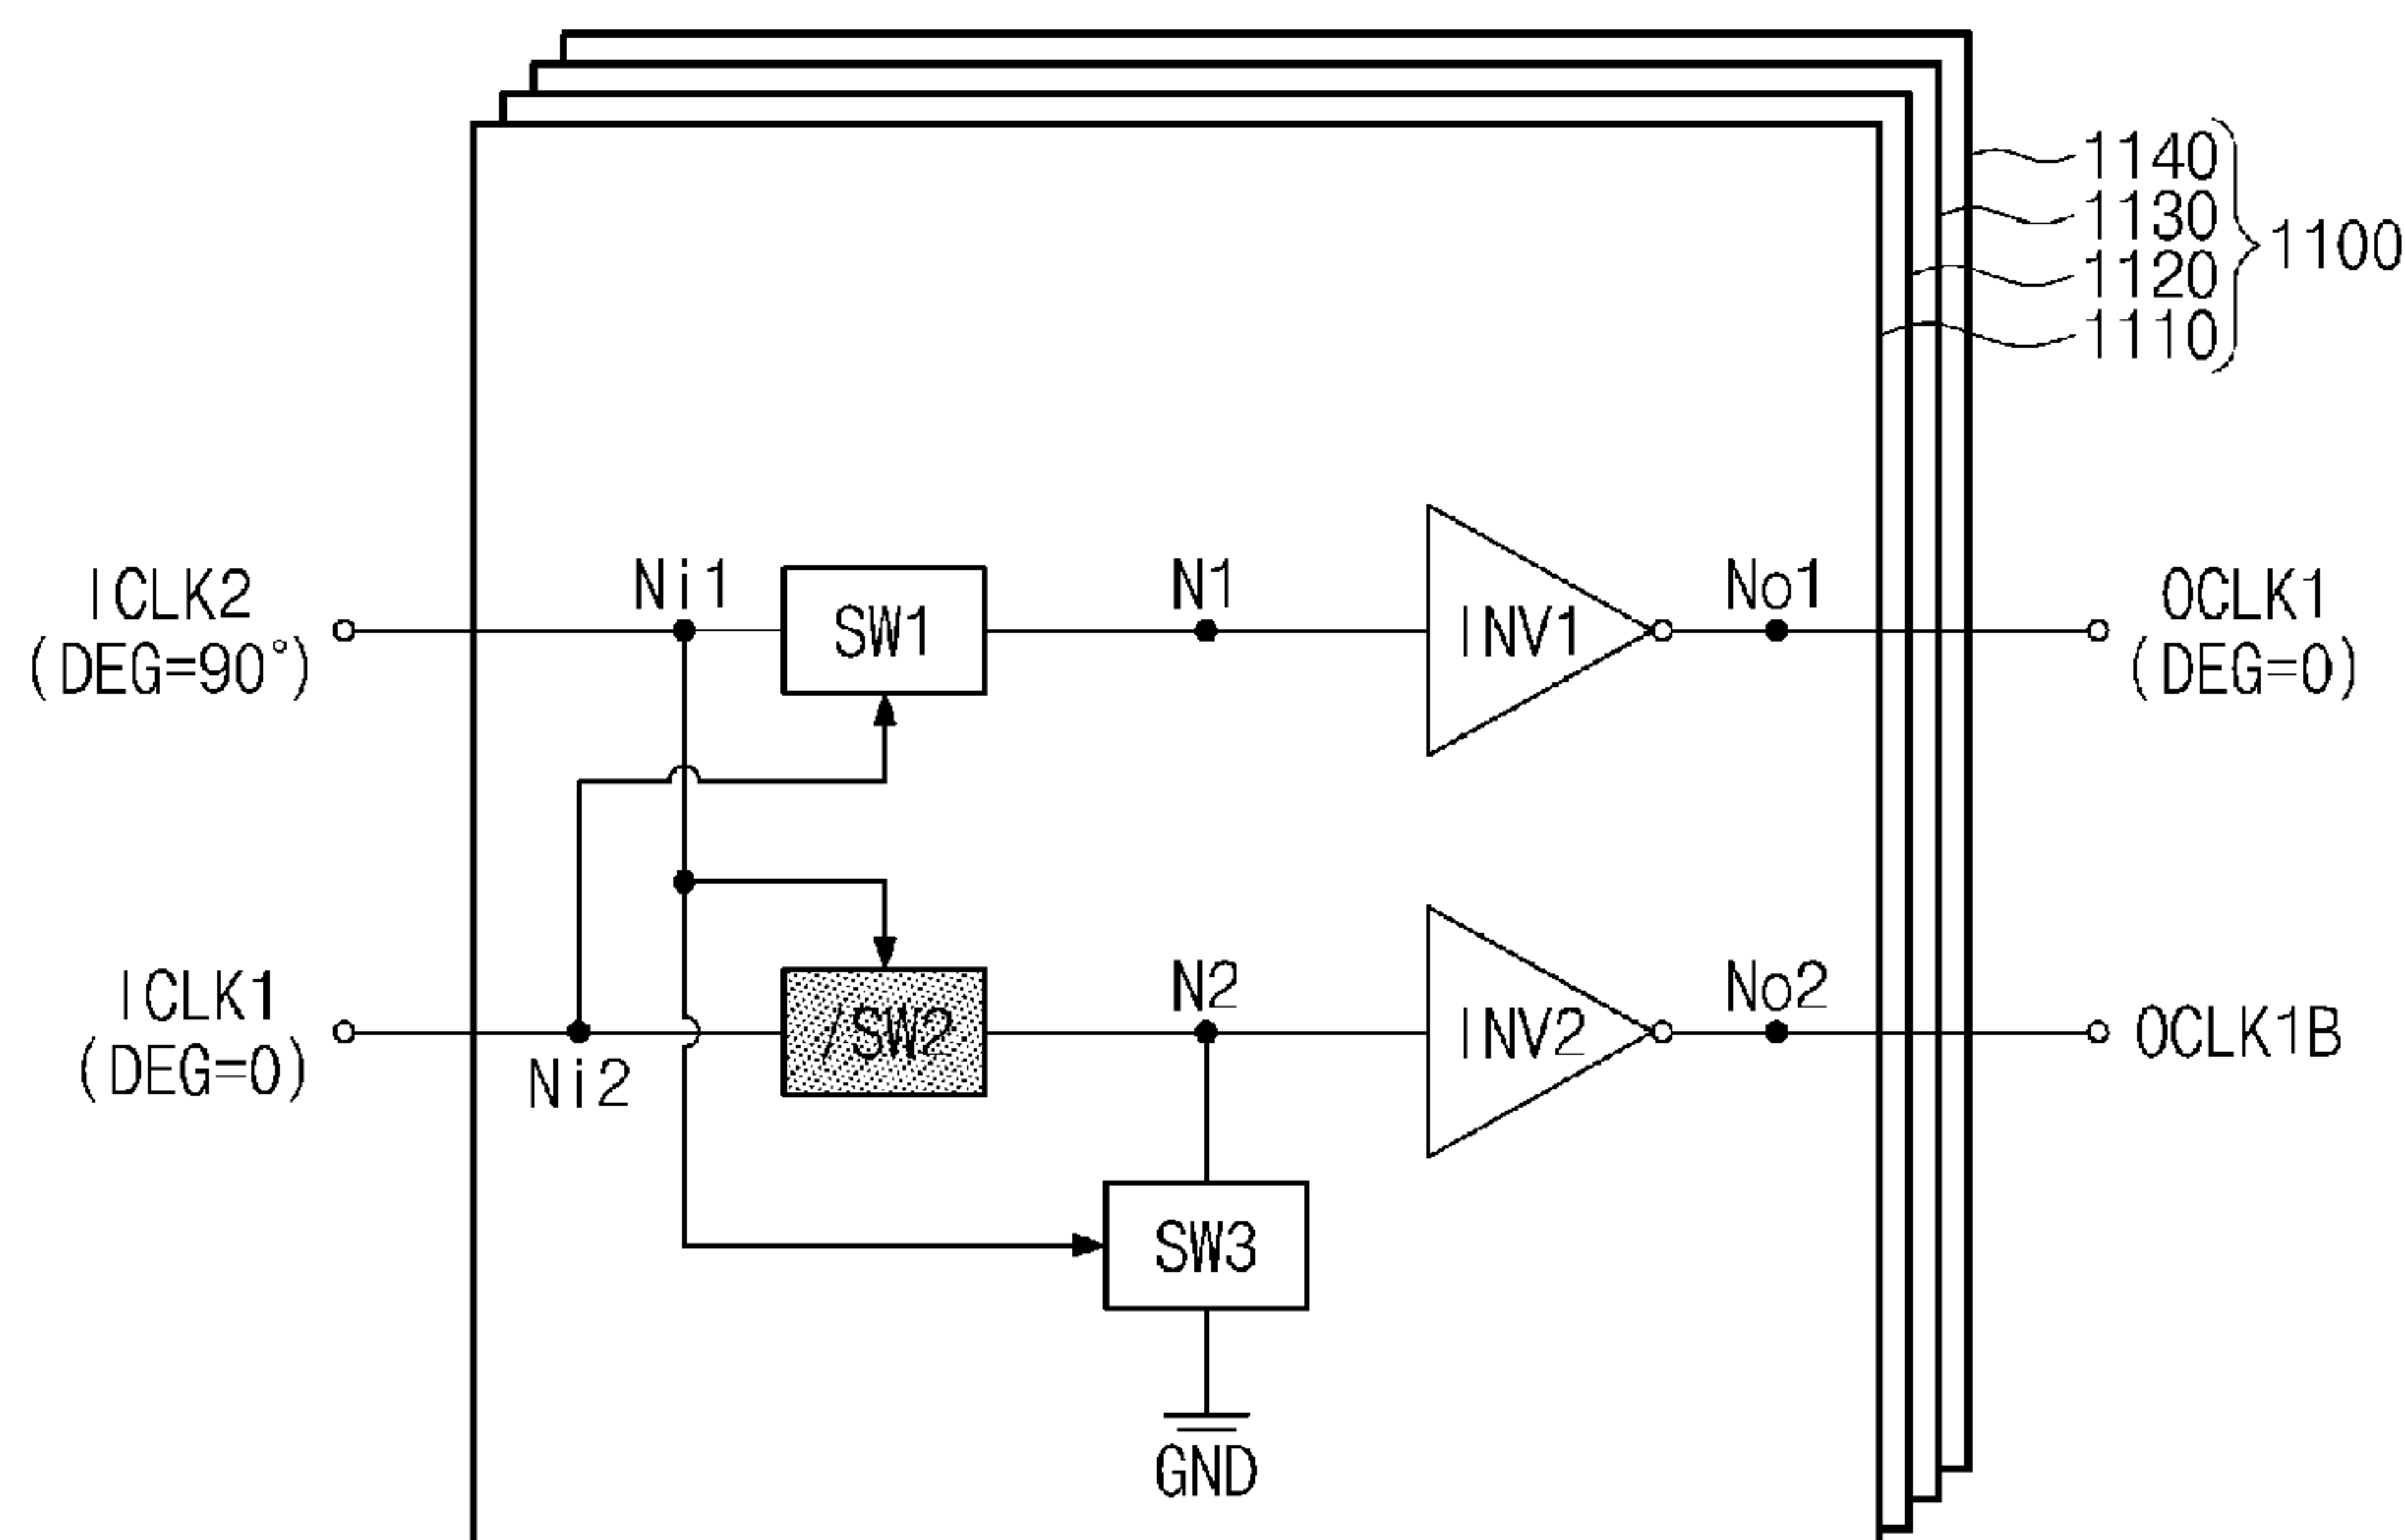 1140
1130
1120
1110
1100
ICLK2
(DEG=90°)
Ni1
SW1
N1
INV1
No1
OCLK1
(DEG=0)
ICLK1
(DEG=0)
Ni2
/SW2
N2
INV2
No2
OCLK1B
SW3
GND